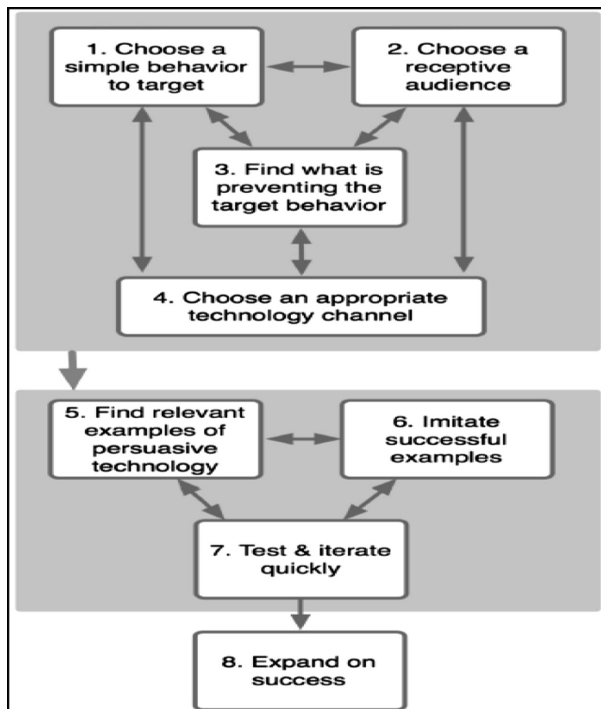 1. Choose a
simple behavior
to target
2. Choose a
receptive
audience
3. Find what is
preventing the
target behavior
4. Choose an appropriate
technology channel
5. Find relevant
examples of
persuasive
technology
6. Imitate
successful
examples
7. Test & iterate
quickly
8. Expand on
success